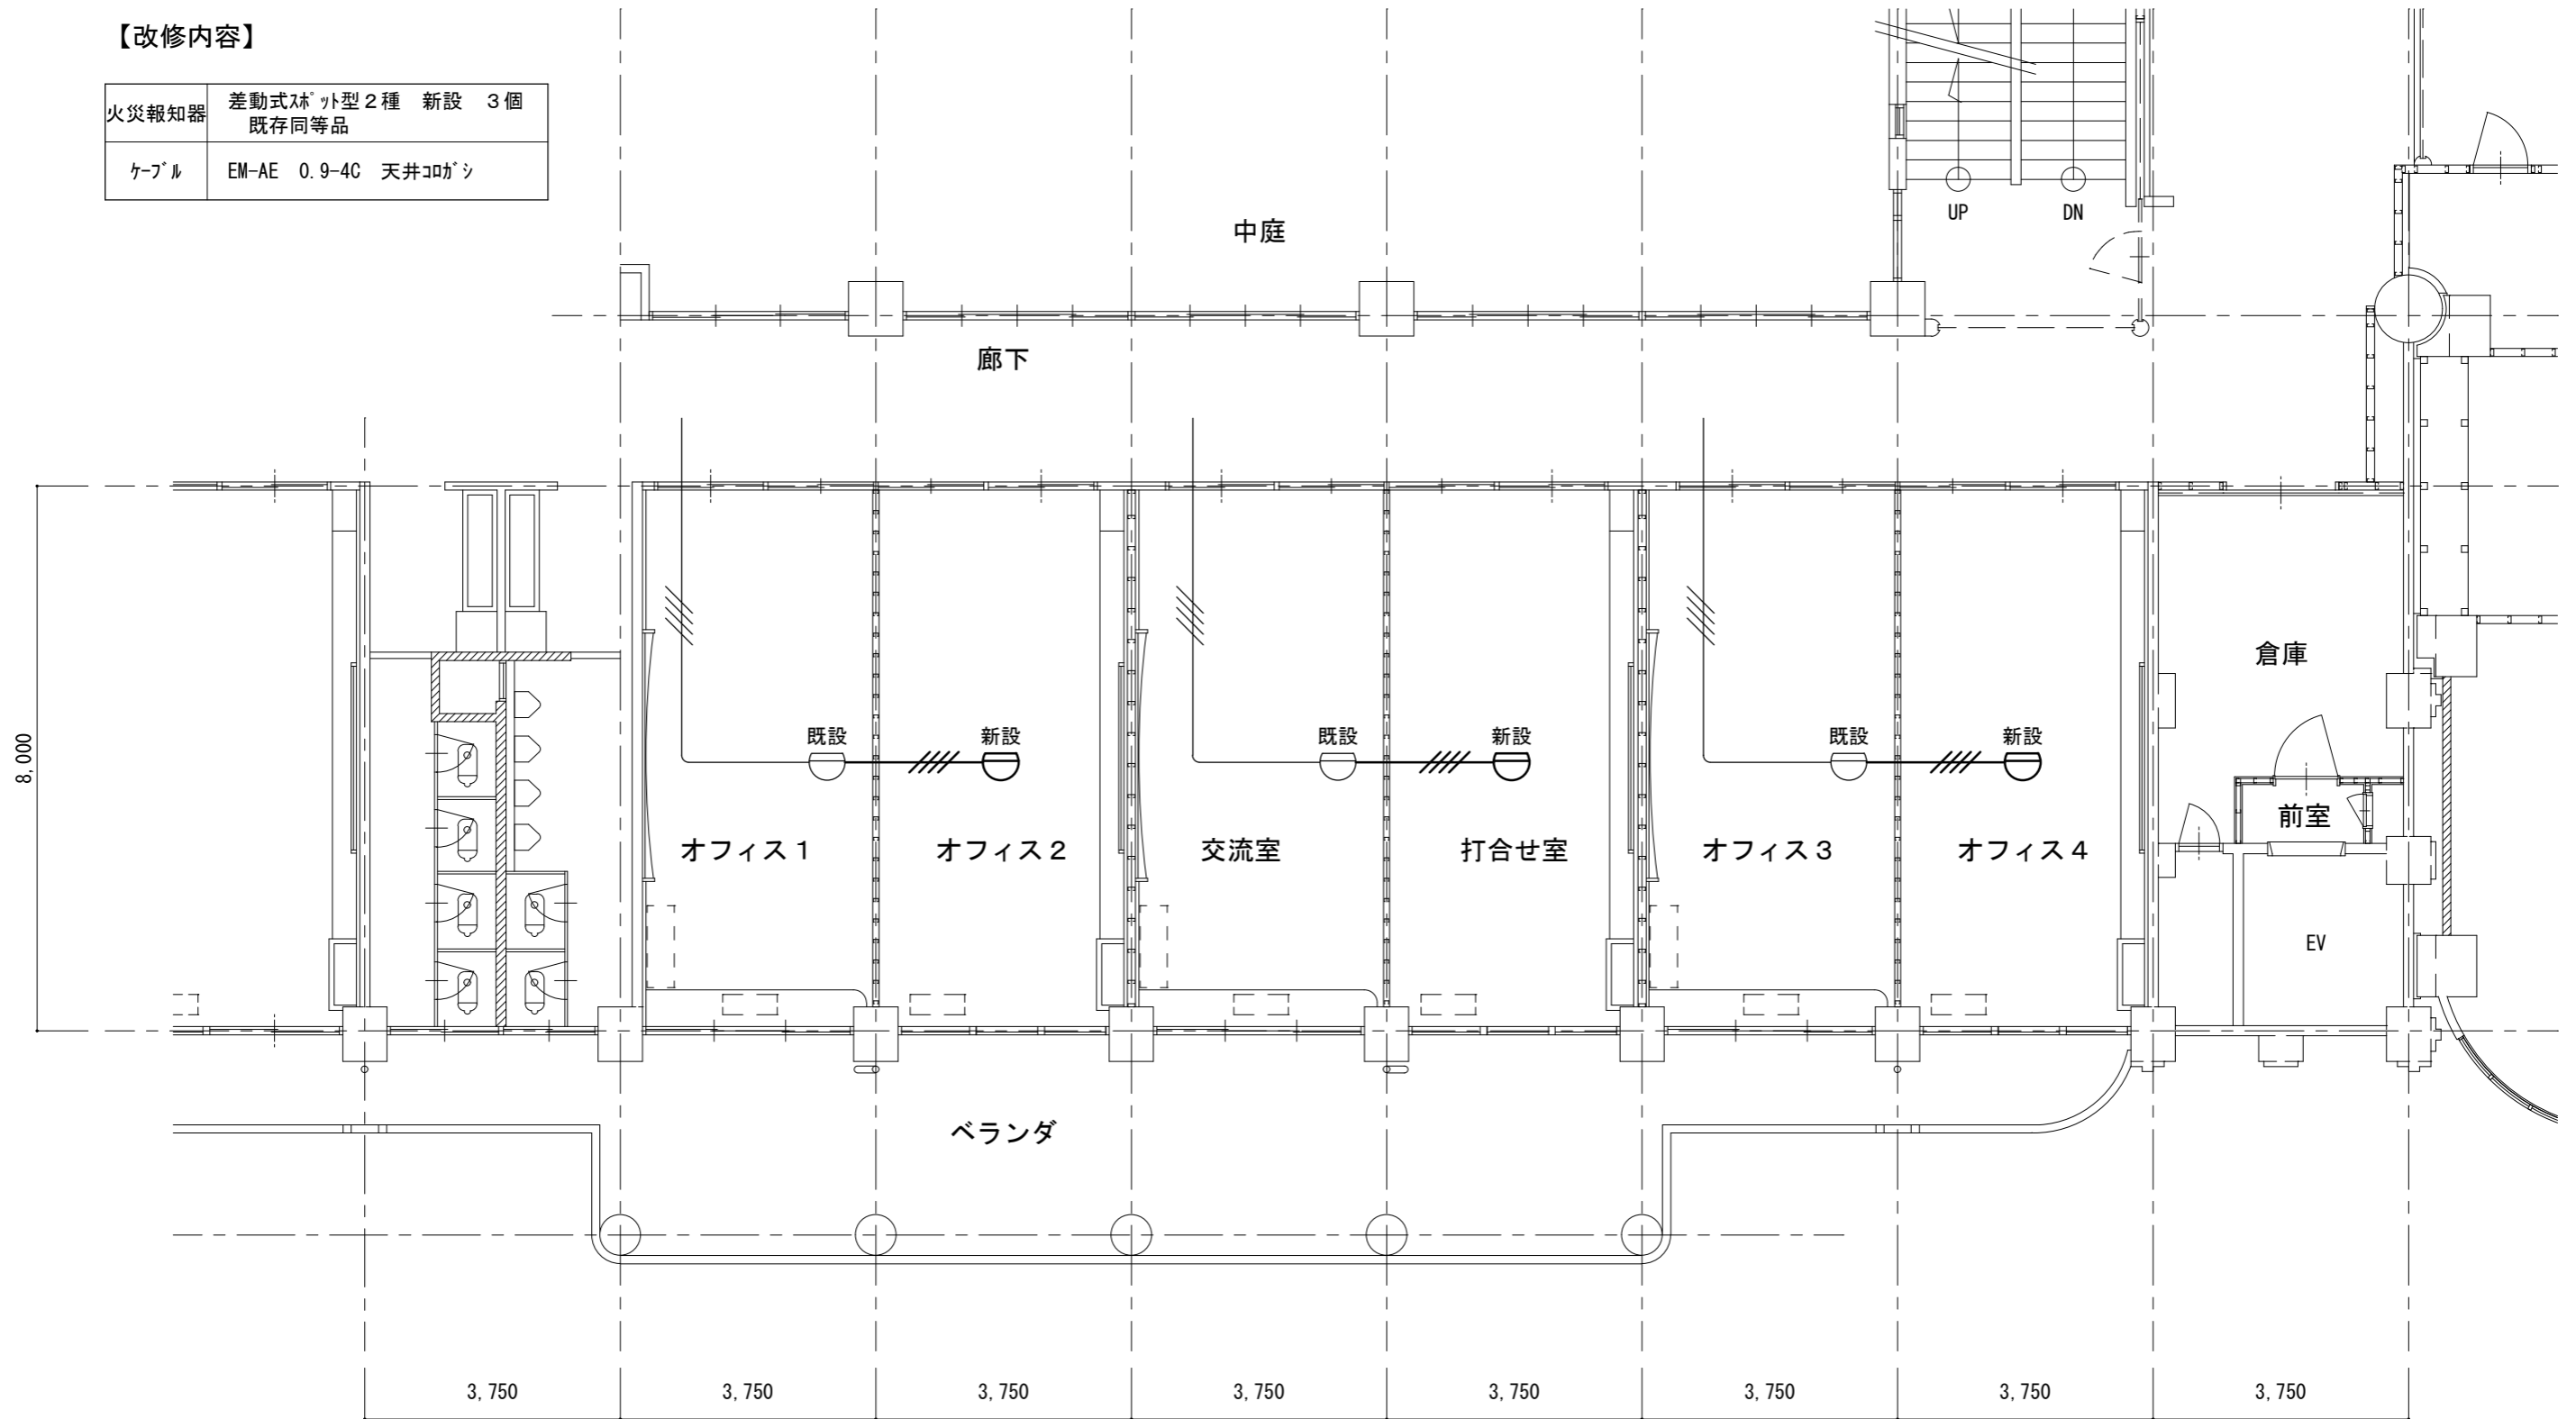 【改修内容】
火災報知器 差動式ｽﾎﾟｯﾄ型２種 新設 ３個
既存同等品
ｹｰﾌﾞﾙ EM-AE 0.9-4C 天井ｺﾛｶﾞｼ
UP DN
中庭
廊下
倉庫
既設 新設 既設 新設 既設 新設
8,000
前室
オフィス１ オフィス２ 交流室 打合せ室 オフィス３ オフィス４
EV
ベランダ
3,750 3,750 3,750 3,750 3,750 3,750 3,750 3,750